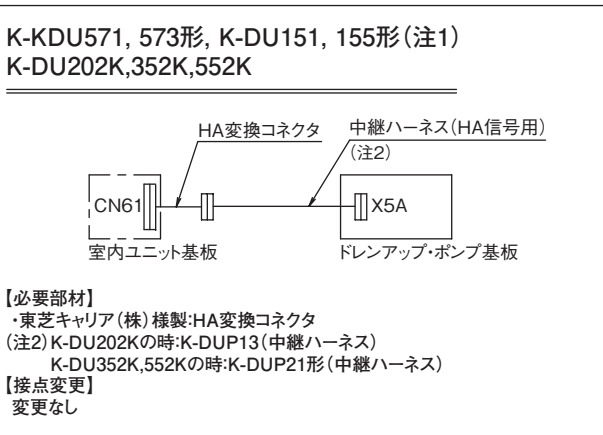 K-KDU571, 573形, K-DU151, 155形(注1)
K-DU202K,352K,552K
HA変換コネクタ
中継ハーネス(HA信号用)
(注2)
CN61
X5A
室内ユニット基板
ドレンアップ・ポンプ基板
【必要部材】
・東芝キャリア(株)様製:HA変換コネクタ
(注2)K-DU202Kの時:K-DUP13(中継ハーネス)
K-DU352K,552Kの時:K-DUP21形(中継ハーネス)
【接点変更】
変更なし